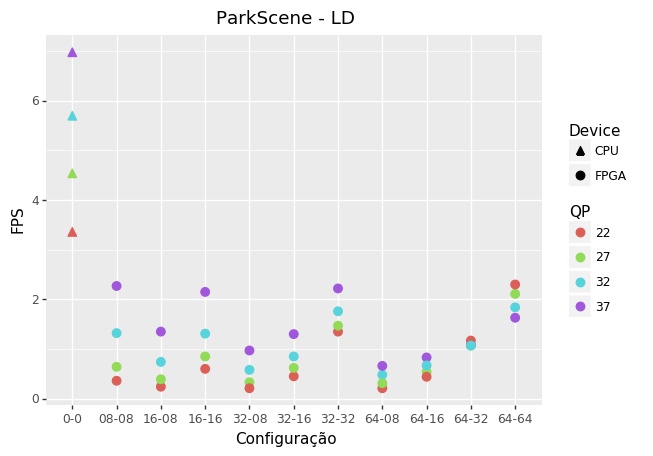 ParkScene - LD
FPS
6
4
2
0
0-0 08-08 16-08 16-16 32-08 32-16 32-32 64-08 64-16 64-32 64-64
Configuração
Device
CPU
FPGA
QP
22
27
32
37